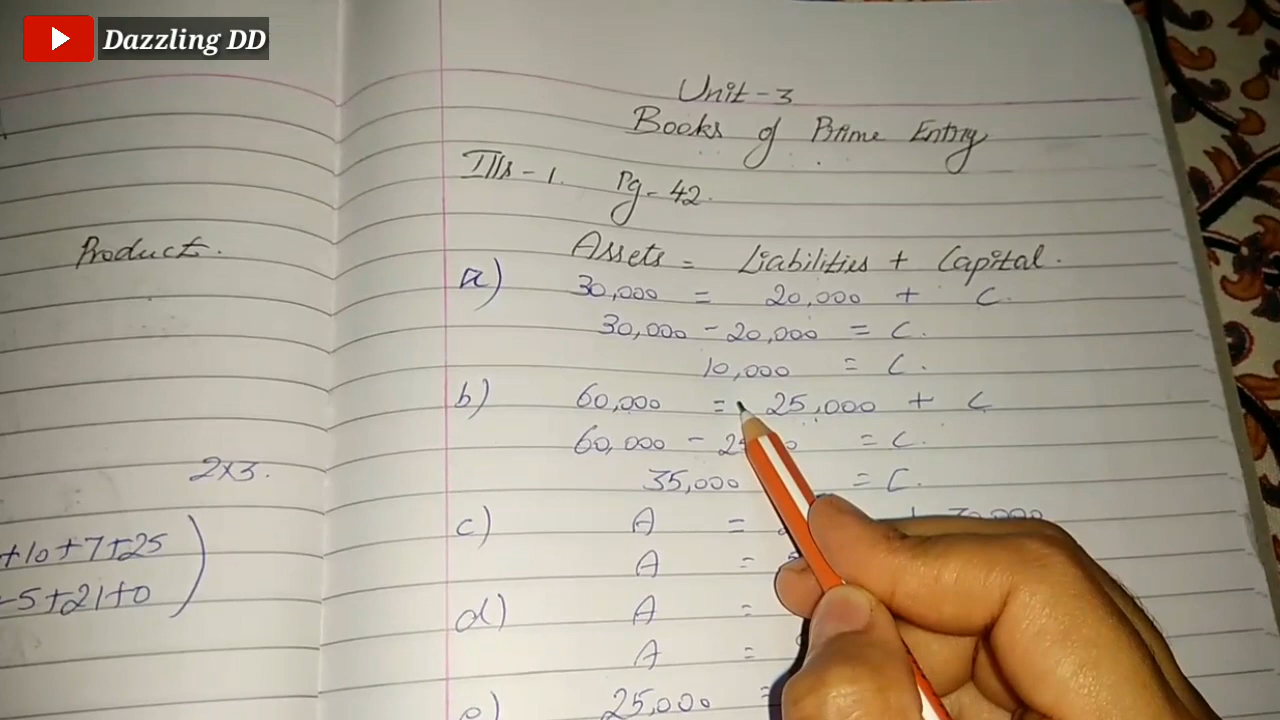 Dazzling DD
Unit-3
Books of Prime Entry
Ills-1. Pg-42.
Product.
Assets = Liabilities + Capital.
a) 30,000 = 20,000 + C.
30,000 - 20,000 = C.
10,000 = C.
b) 60,000 = 25,000 + C
60,000 - = C.
35,000 = C.
2x3.
c) A = +
A =
+10+7+25
-5+21+0
d) A =
A =
e) 25,000 =